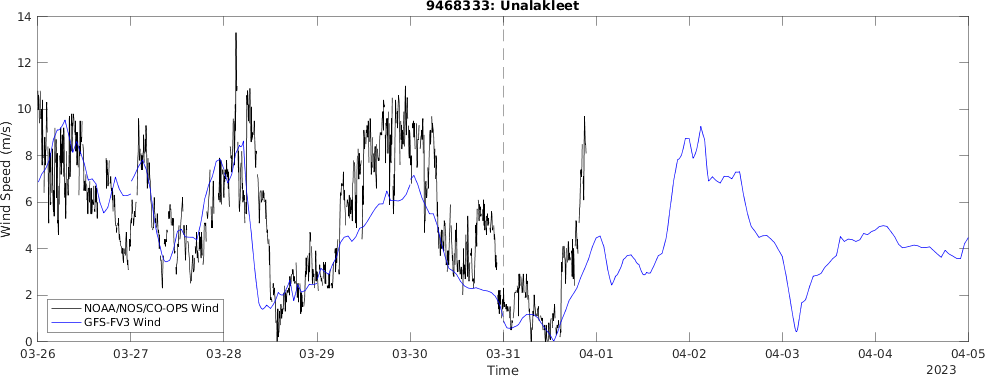 9468333: Unalakleet
14
12
10
8
6
4
2
0
Wind Speed (m/s)
NOAA/NOS/CO-OPS Wind
GFS-FV3 Wind
03-26 03-27 03-28 03-29 03-30 03-31 04-01 04-02 04-03 04-04 04-05
Time
2023